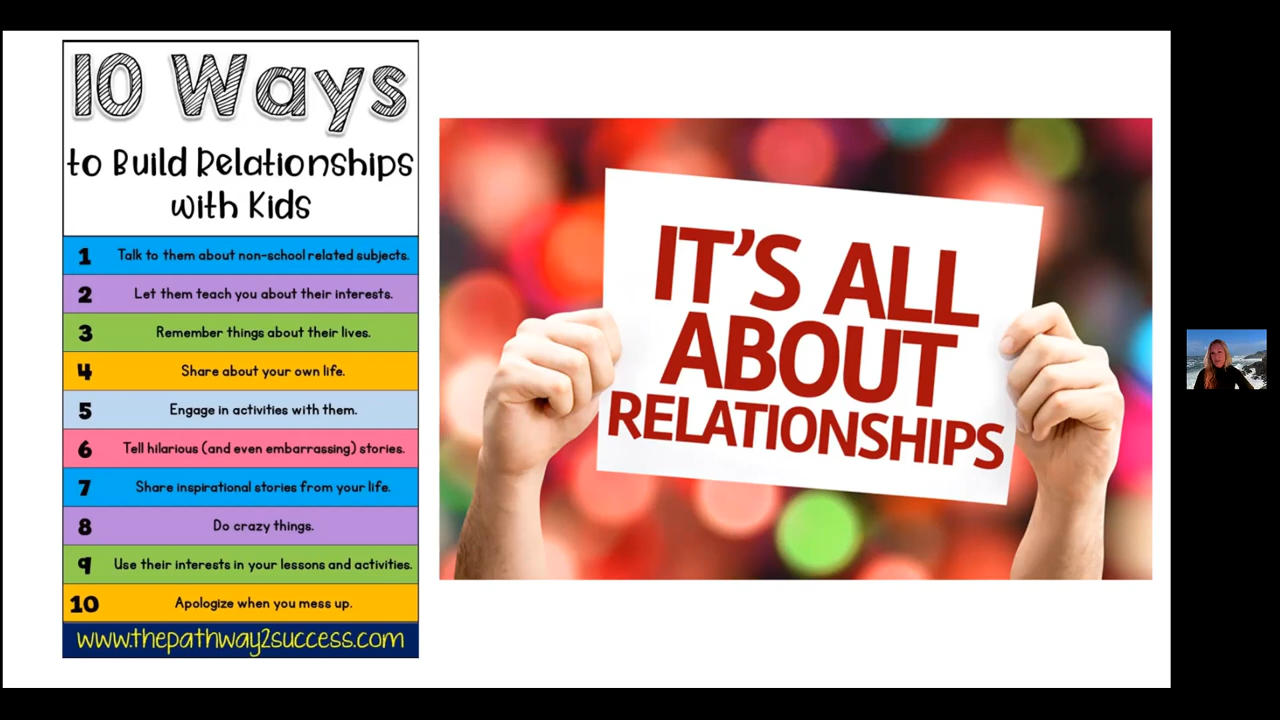 10 Ways
to Build Relationships
with Kids
1 Talk to them about non-school related subjects.
2 Let them teach you about their interests.
3 Remember things about their lives.
4 Share about your own life.
5 Engage in activities with them.
6 Tell hilarious (and even embarrassing) stories.
7 Share inspirational stories from your life.
8 Do crazy things.
9 Use their interests in your lessons and activities.
10 Apologize when you mess up.
www.thepathway2success.com
IT'S ALL
ABOUT
RELATIONSHIPS